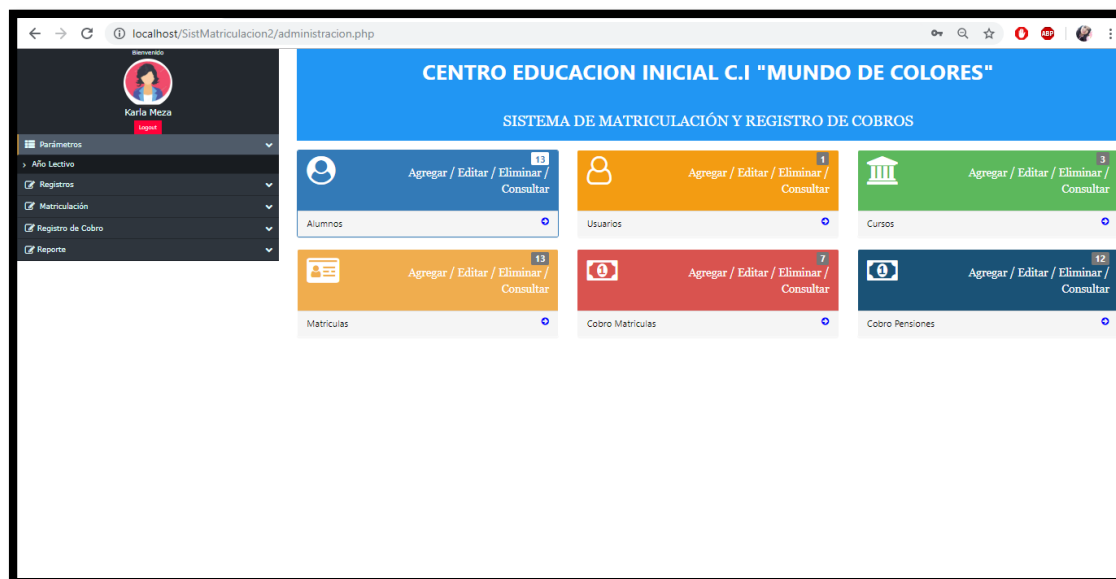 localhost/SistMatriculacion2/administracion.php
ABP
Bienvenido
Karla Meza
Logout
Parámetros
Año Lectivo
Registros
Matriculación
Registro de Cobro
Reporte
CENTRO EDUCACION INICIAL C.I "MUNDO DE COLORES"
SISTEMA DE MATRICULACIÓN Y REGISTRO DE COBROS
13
Agregar / Editar / Eliminar /
Consultar
Alumnos
1
Agregar / Editar / Eliminar /
Consultar
Usuarios
3
Agregar / Editar / Eliminar /
Consultar
Cursos
13
Agregar / Editar / Eliminar /
Consultar
Matriculas
1
7
Agregar / Editar / Eliminar /
Consultar
Cobro Matriculas
1
12
Agregar / Editar / Eliminar /
Consultar
Cobro Pensiones